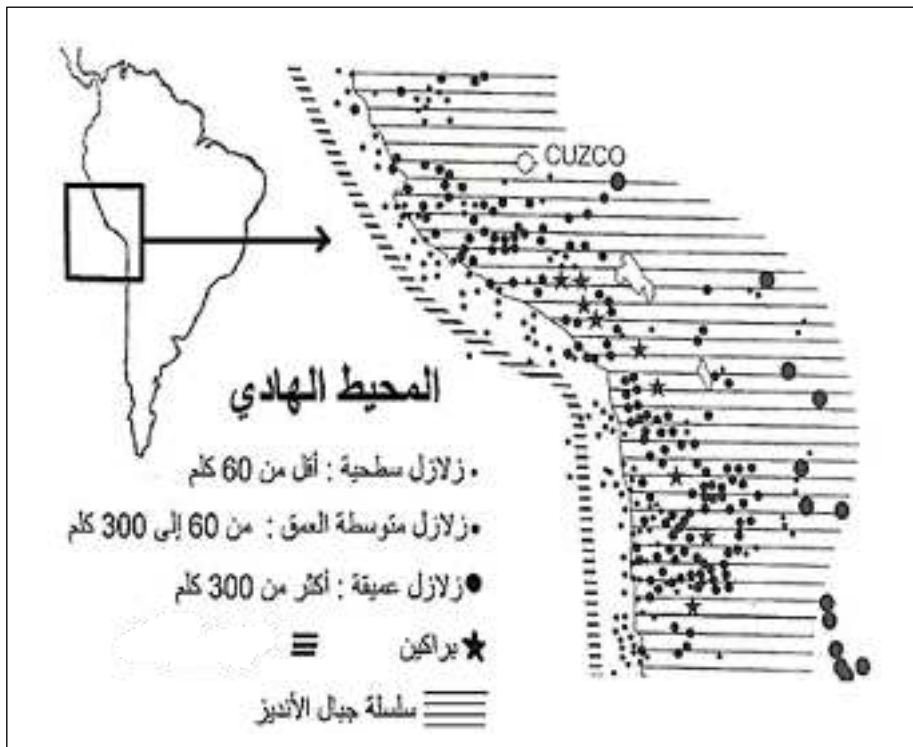 CUZCO
المحيط الهادي
زلازل سطحية : أقل من 60 كلم
زلازل متوسطة العمق : من 60 إلى 300 كلم
زلازل عميقة : أكثر من 300 كلم
براكين
سلسلة جبال الأنديز